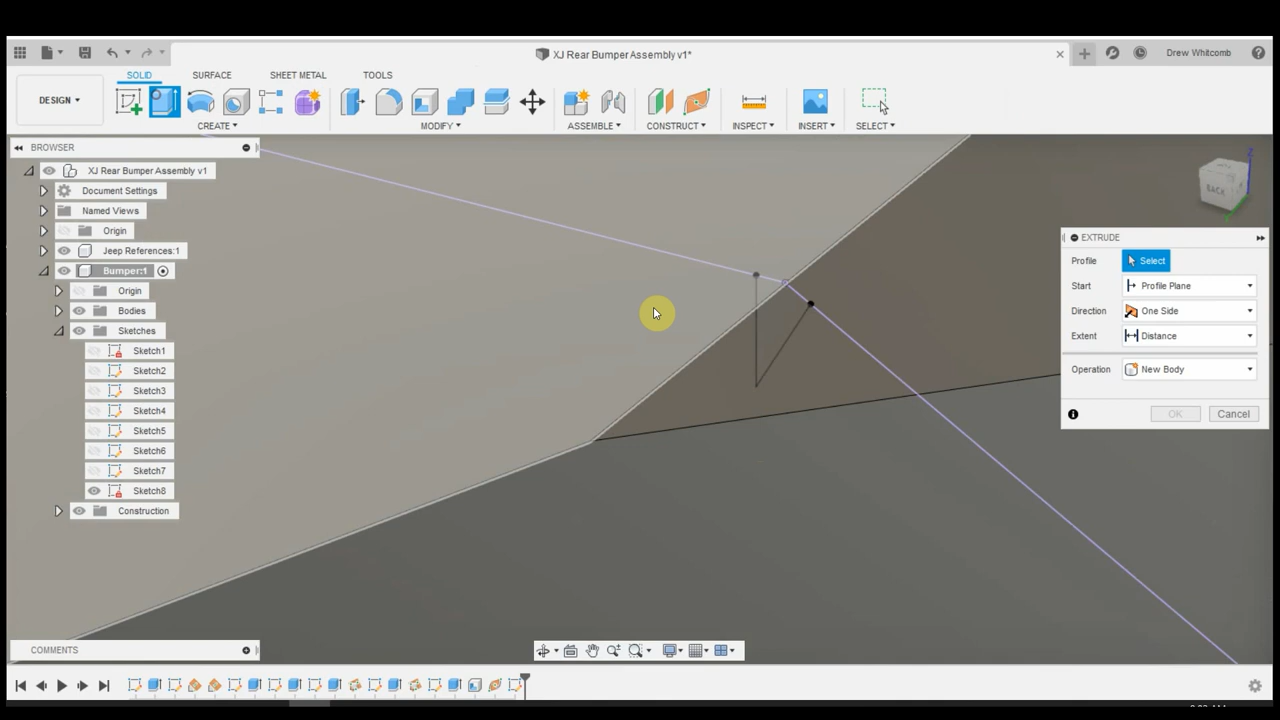 XJ Rear Bumper Assembly v1*
Drew Whitcomb
SOLID
SURFACE
SHEET METAL
TOOLS
DESIGN
CREATE
MODIFY
ASSEMBLE
CONSTRUCT
INSPECT
INSERT
SELECT
BROWSER
XJ Rear Bumper Assembly v1
Document Settings
Named Views
Origin
Jeep References:1
Bumper:1
Origin
Bodies
Sketches
Sketch1
Sketch2
Sketch3
Sketch4
Sketch5
Sketch6
Sketch7
Sketch8
Construction
Z
BACK
EXTRUDE
Profile Select
Start Profile Plane
Direction One Side
Extent Distance
Operation New Body
OK Cancel
COMMENTS